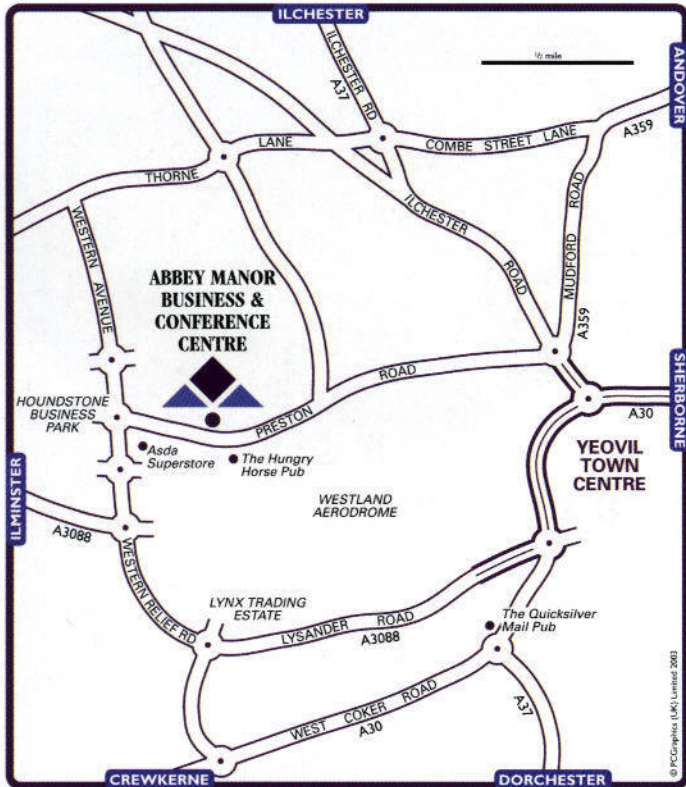 ILCHESTER
½ mile
ILCHESTER RD
A37
ANDOVER
A359
COMBE STREET LANE
THORNE LANE
MUDFORD ROAD
A359
ILCHESTER ROAD
WESTERN AVENUE
ABBEY MANOR
BUSINESS &
CONFERENCE
CENTRE
SHERBORNE
A30
HOUNDSTONE
BUSINESS
PARK
PRESTON ROAD
Asda
Superstore
The Hungry
Horse Pub
YEOVIL
TOWN
CENTRE
ILMINSTER
A3088
WESTLAND
AERODROME
WESTERN RELIEF RD
LYNX TRADING
ESTATE
LYSANDER ROAD
A3088
The Quicksilver
Mail Pub
WEST COKER ROAD
A30
A37
CREWKERNE
DORCHESTER
© PCGraphics (UK) Limited 2003